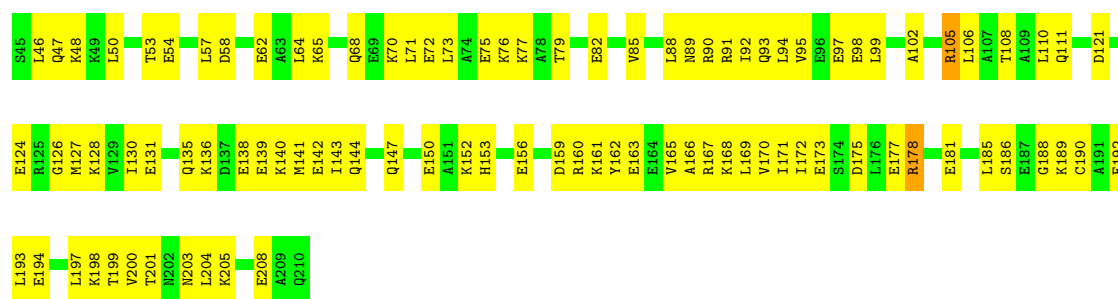 S45 L46 Q47 K48 K49 L50 T53 E54 L57 D58 E62 A63 L64 K65 Q68 E69 K70 L71 E72 L73 A74 E75 K76 K77 A78 T79 E82 V85 L88 N89 R90 R91 I92 Q93 L94 V95 E96 E97 E98 L99 A102 R105 L106 A107 T108 A109 L110 Q111 D121
E124 R125 G126 M127 K128 V129 I130 E131 Q135 K136 D137 E138 E139 K140 M141 E142 I143 Q144 Q147 E150 A151 K152 H153 E156 D159 R160 K161 Y162 E163 E164 V165 A166 R167 K168 L169 V170 I171 I172 E173 S174 D175 L176 E177 R178 E181 L185 S186 E187 G188 K189 C190 A191
L193 E194 L197 K198 T199 V200 T201 N202 N203 L204 K205 E208 A209 Q210